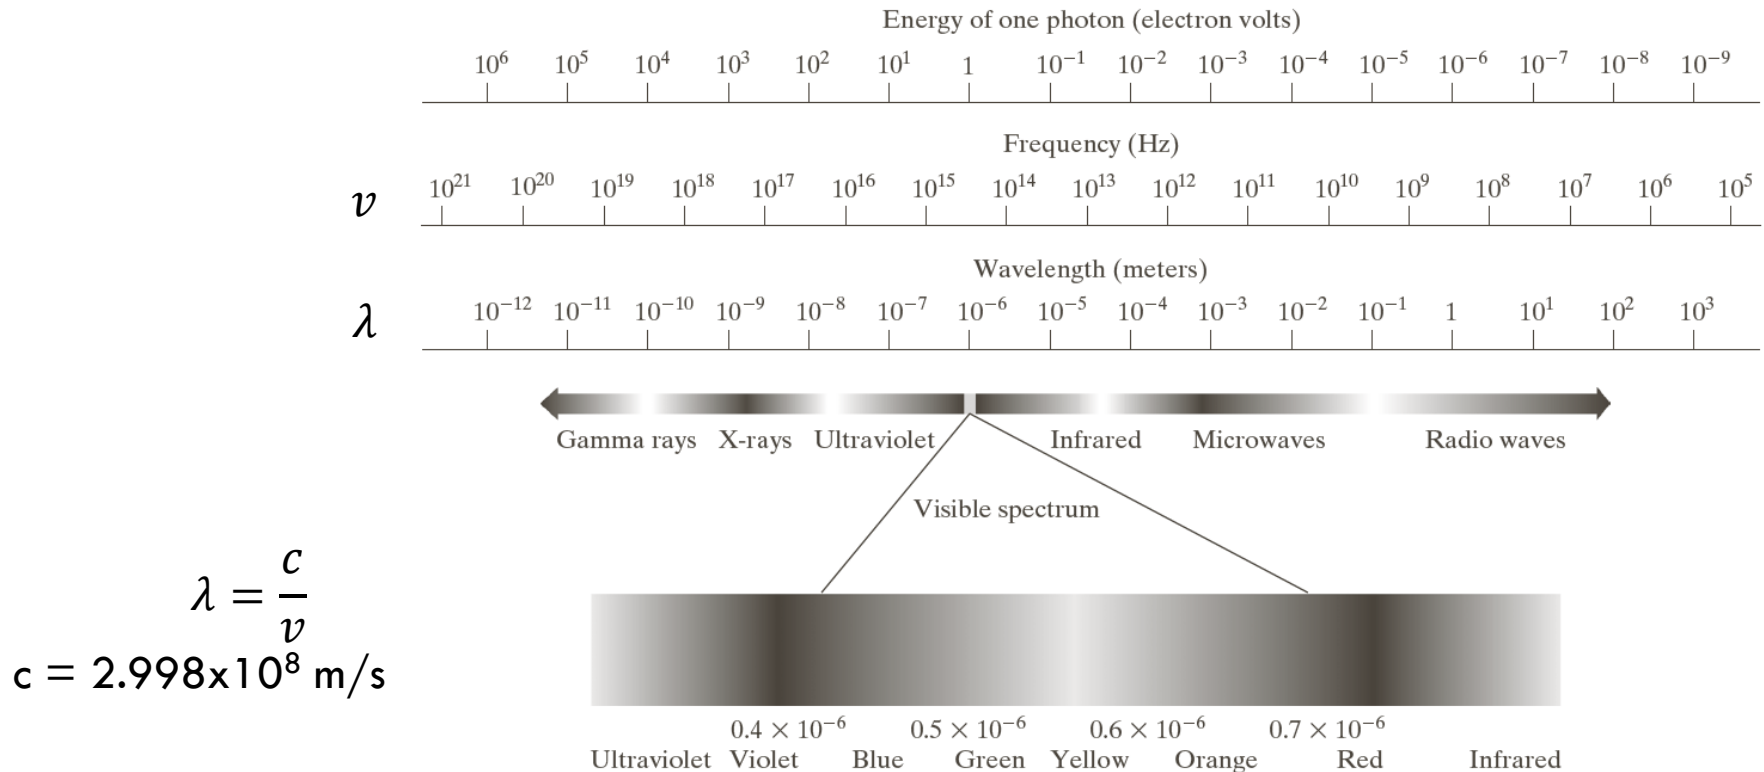 Energy of one photon (electron volts)
10⁶ 10⁵ 10⁴ 10³ 10² 10¹ 1 10⁻¹ 10⁻² 10⁻³ 10⁻⁴ 10⁻⁵ 10⁻⁶ 10⁻⁷ 10⁻⁸ 10⁻⁹
Frequency (Hz)
v 10²¹ 10²⁰ 10¹⁹ 10¹⁸ 10¹⁷ 10¹⁶ 10¹⁵ 10¹⁴ 10¹³ 10¹² 10¹¹ 10¹⁰ 10⁹ 10⁸ 10⁷ 10⁶ 10⁵
Wavelength (meters)
λ 10⁻¹² 10⁻¹¹ 10⁻¹⁰ 10⁻⁹ 10⁻⁸ 10⁻⁷ 10⁻⁶ 10⁻⁵ 10⁻⁴ 10⁻³ 10⁻² 10⁻¹ 1 10¹ 10² 10³
Gamma rays X-rays Ultraviolet Infrared Microwaves Radio waves
Visible spectrum
λ = c/v
c = 2.998x10⁸ m/s
0.4 × 10⁻⁶ 0.5 × 10⁻⁶ 0.6 × 10⁻⁶ 0.7 × 10⁻⁶
Ultraviolet Violet Blue Green Yellow Orange Red Infrared